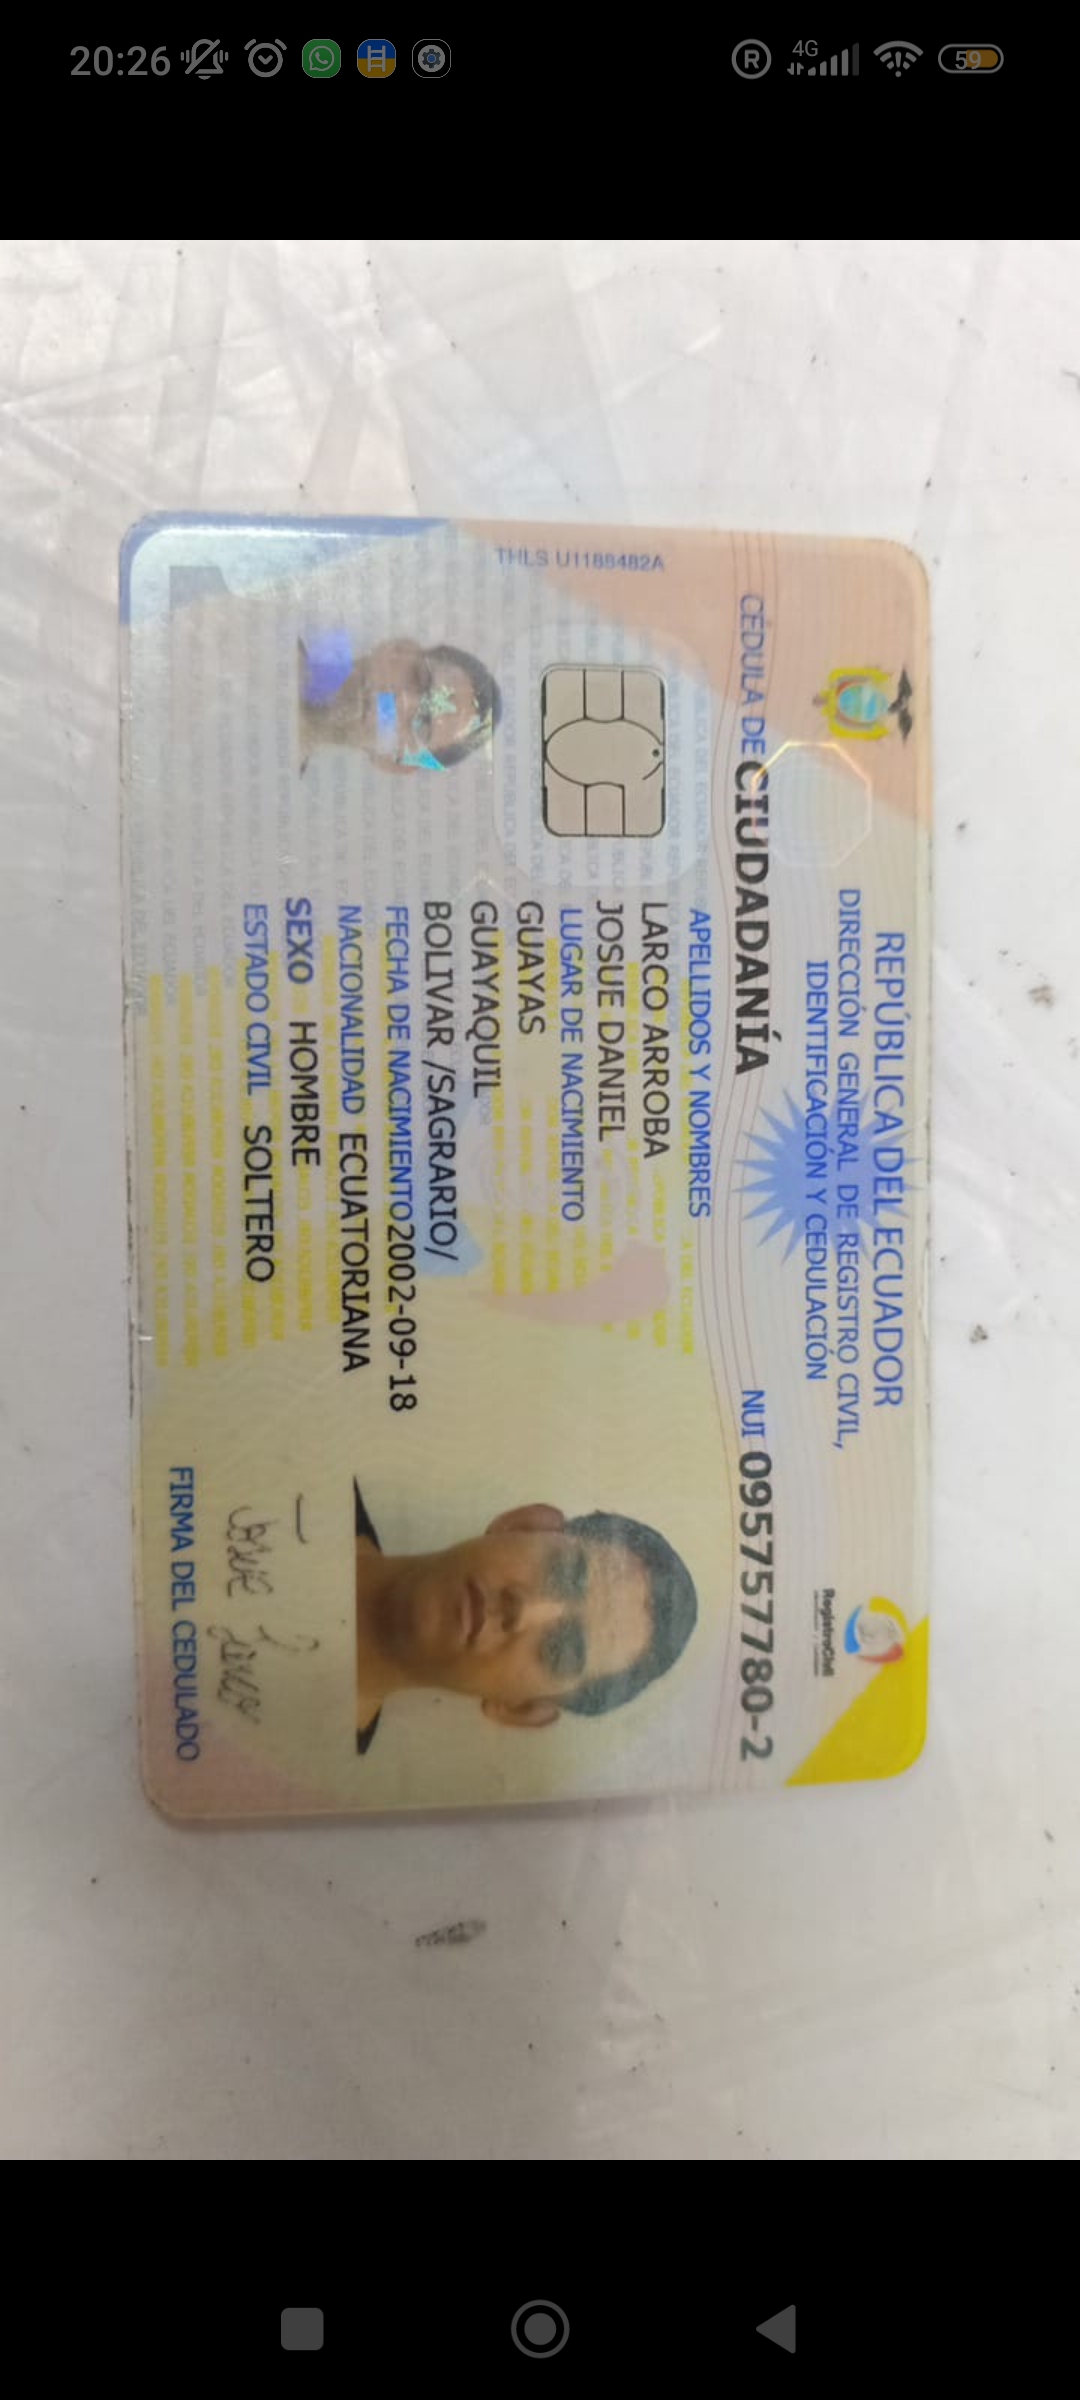 20:26
4G
59
REPÚBLICA DEL ECUADOR
DIRECCIÓN GENERAL DE REGISTRO CIVIL,
IDENTIFICACIÓN Y CEDULACIÓN
RegistroCivil
CÉDULA DE CIUDADANÍA
NUI 095757780-2
APELLIDOS Y NOMBRES
LARCO ARROBA
JOSUE DANIEL
LUGAR DE NACIMIENTO
GUAYAS
GUAYAQUIL
BOLIVAR /SAGRARIO/
FECHA DE NACIMIENTO 2002-09-18
NACIONALIDAD ECUATORIANA
SEXO HOMBRE
ESTADO CIVIL SOLTERO
FIRMA DEL CEDULADO
THLS U1188482A